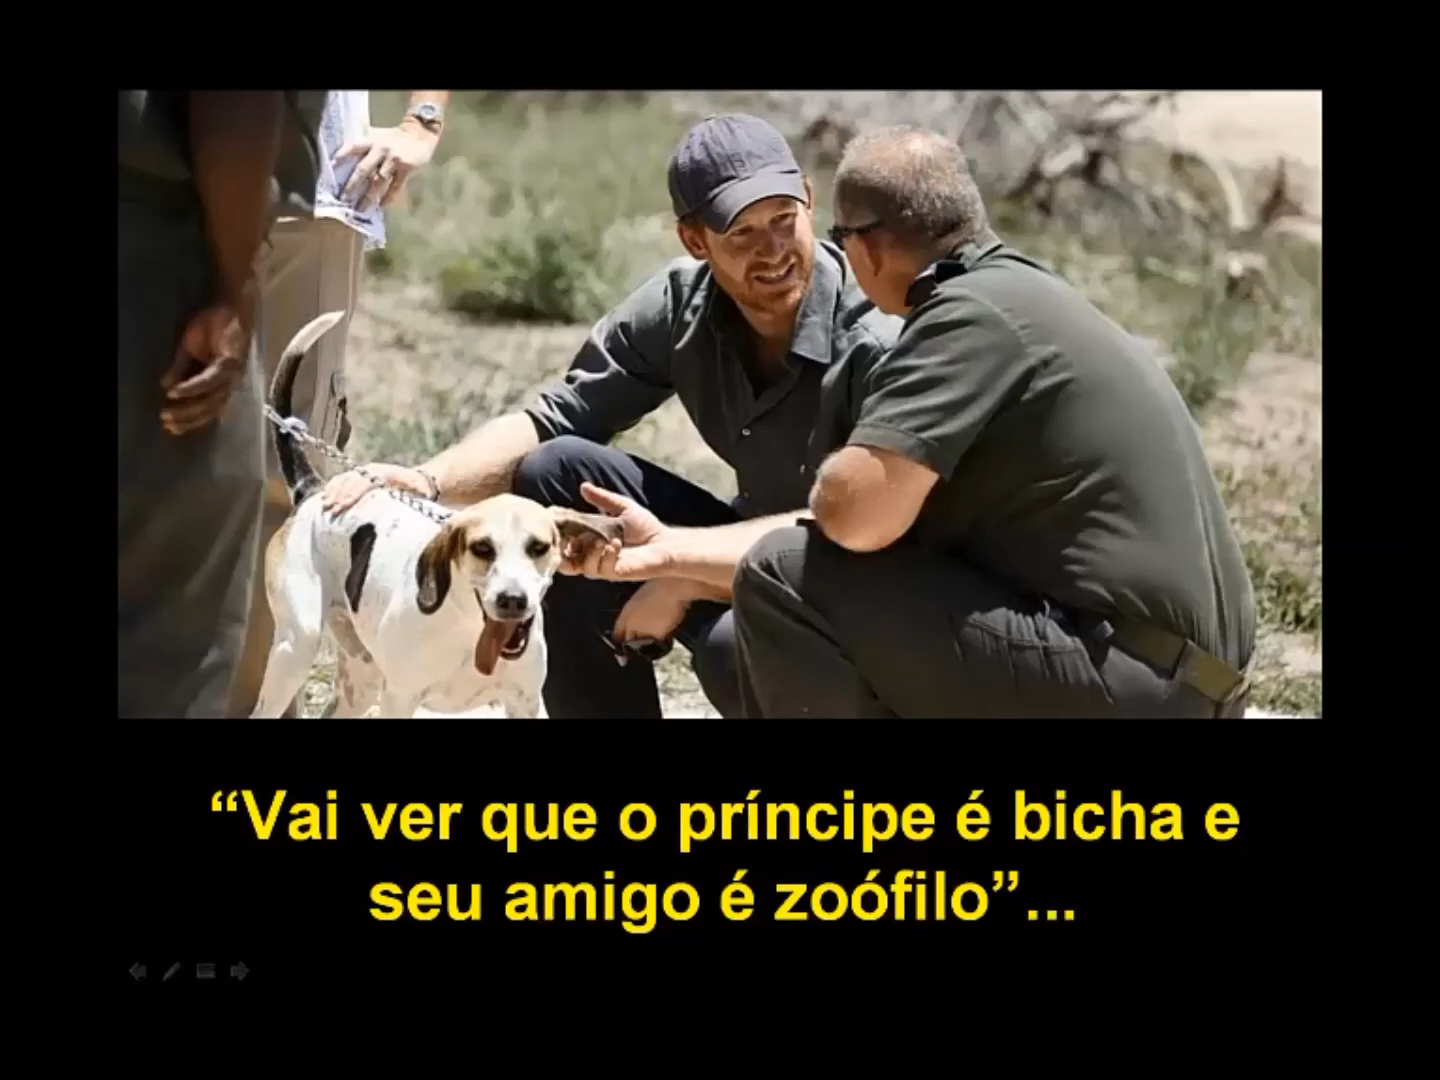 “Vai ver que o príncipe é bicha e
seu amigo é zoófilo”...